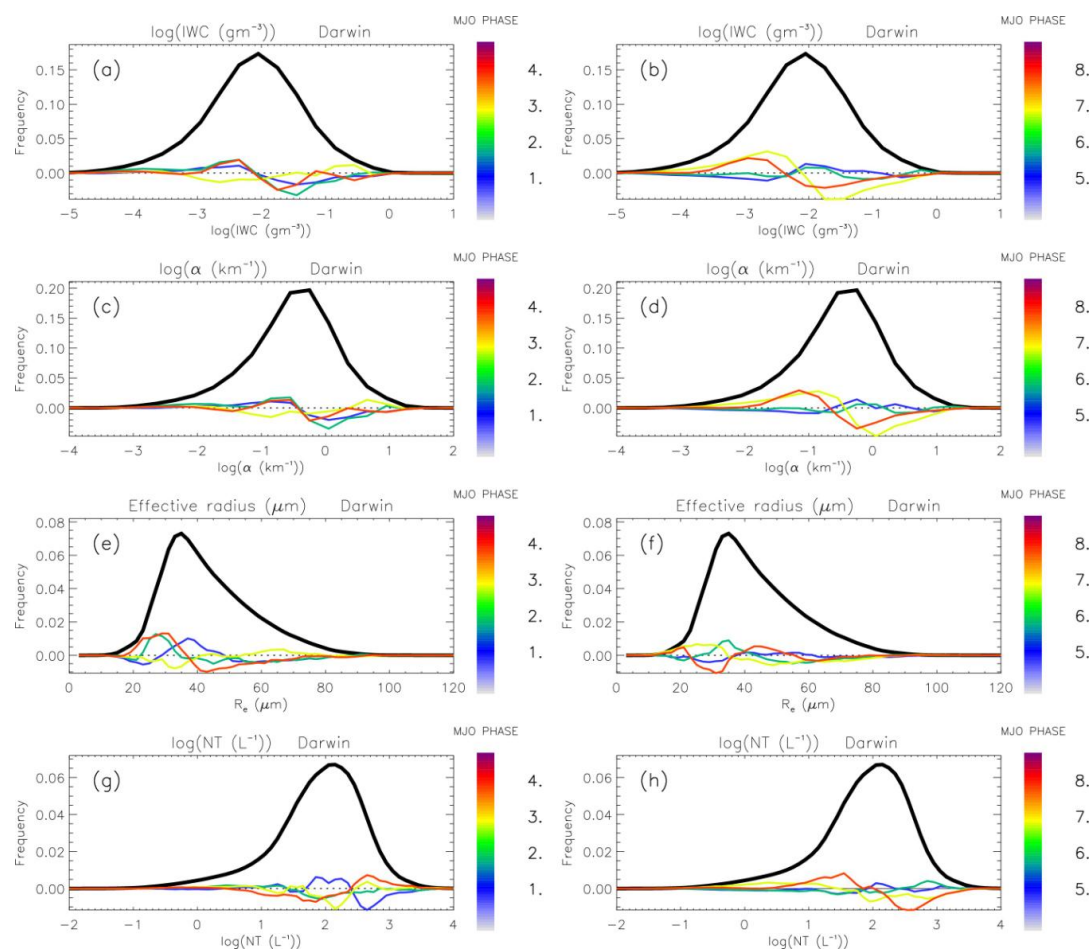 MJO PHASE MJO PHASE
log(IWC (gm⁻³)) Darwin log(IWC (gm⁻³)) Darwin
(a) (b)
Frequency Frequency
0.15 0.15
0.10 0.10
0.05 0.05
0.00 0.00
4. 8.
3. 7.
2. 6.
1. 5.
-5 -4 -3 -2 -1 0 1 -5 -4 -3 -2 -1 0 1
log(IWC (gm⁻³)) log(IWC (gm⁻³))
MJO PHASE MJO PHASE
log(α (km⁻¹)) Darwin log(α (km⁻¹)) Darwin
(c) (d)
Frequency Frequency
0.20 0.20
0.15 0.15
0.10 0.10
0.05 0.05
0.00 0.00
4. 8.
3. 7.
2. 6.
1. 5.
-4 -3 -2 -1 0 1 2 -4 -3 -2 -1 0 1 2
log(α (km⁻¹)) log(α (km⁻¹))
MJO PHASE MJO PHASE
Effective radius (μm) Darwin Effective radius (μm) Darwin
(e) (f)
Frequency Frequency
0.08 0.08
0.06 0.06
0.04 0.04
0.02 0.02
0.00 0.00
4. 8.
3. 7.
2. 6.
1. 5.
0 20 40 60 80 100 120 0 20 40 60 80 100 120
Rₑ (μm) Rₑ (μm)
MJO PHASE MJO PHASE
log(NT (L⁻¹)) Darwin log(NT (L⁻¹)) Darwin
(g) (h)
Frequency Frequency
0.06 0.06
0.04 0.04
0.02 0.02
0.00 0.00
4. 8.
3. 7.
2. 6.
1. 5.
-2 -1 0 1 2 3 4 -2 -1 0 1 2 3 4
log(NT (L⁻¹)) log(NT (L⁻¹))